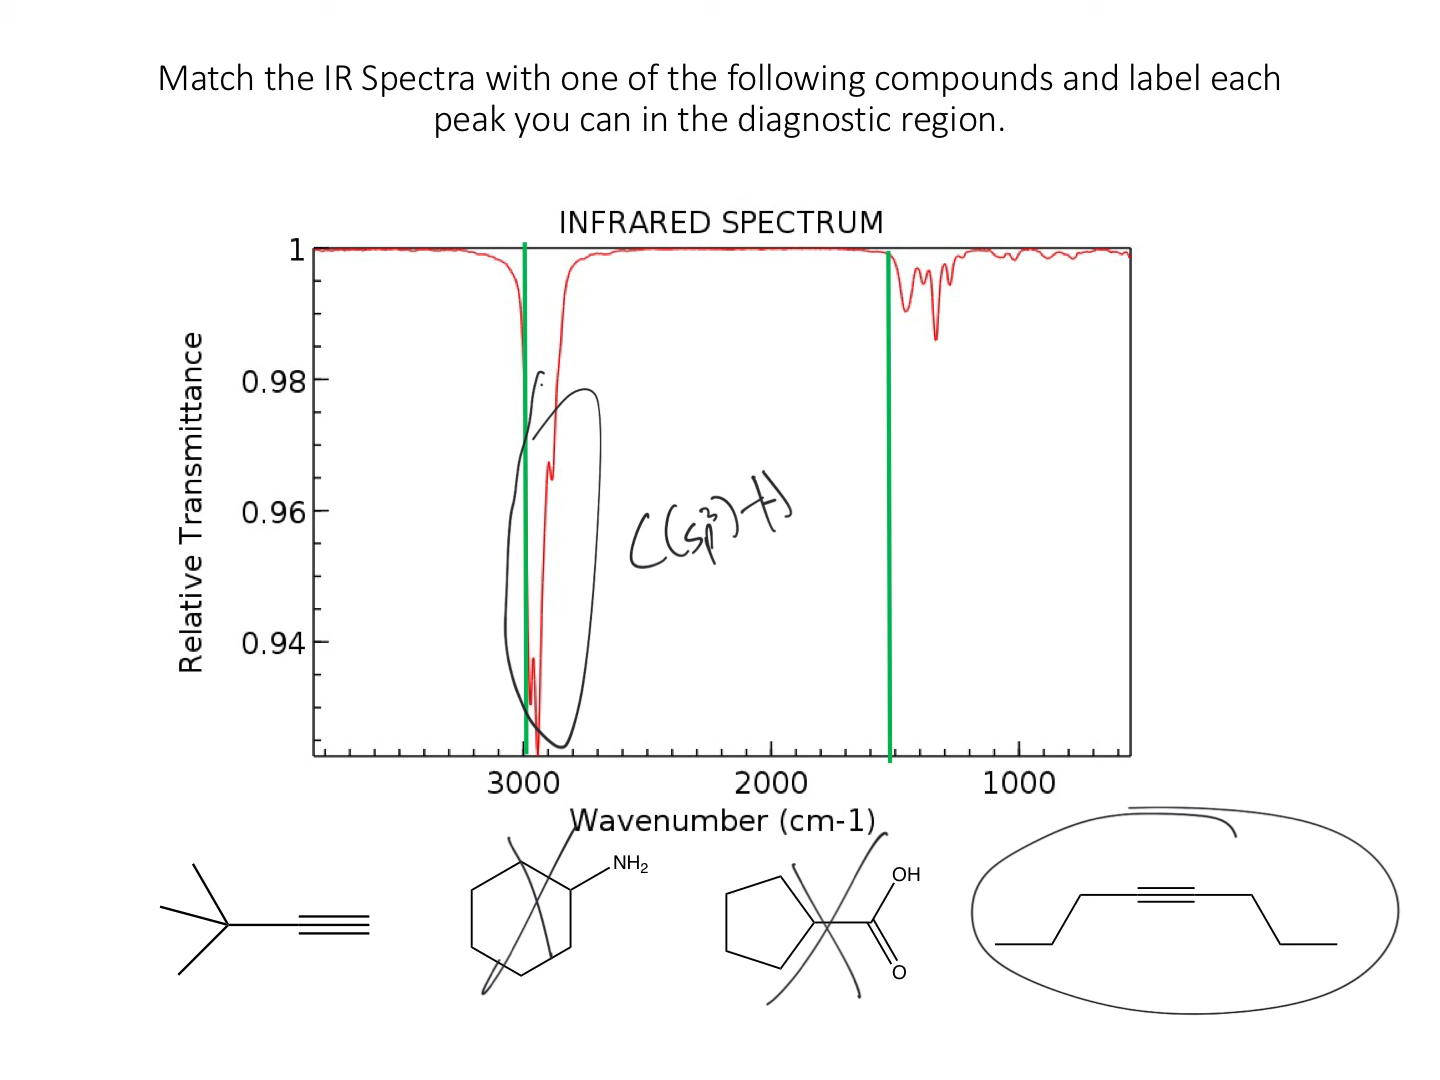 Match the IR Spectra with one of the following compounds and label each
peak you can in the diagnostic region.
INFRARED SPECTRUM
1
0.98
0.96
0.94
Relative Transmittance
C(sp³)-H
3000
2000
1000
Wavenumber (cm-1)
NH₂
OH
O